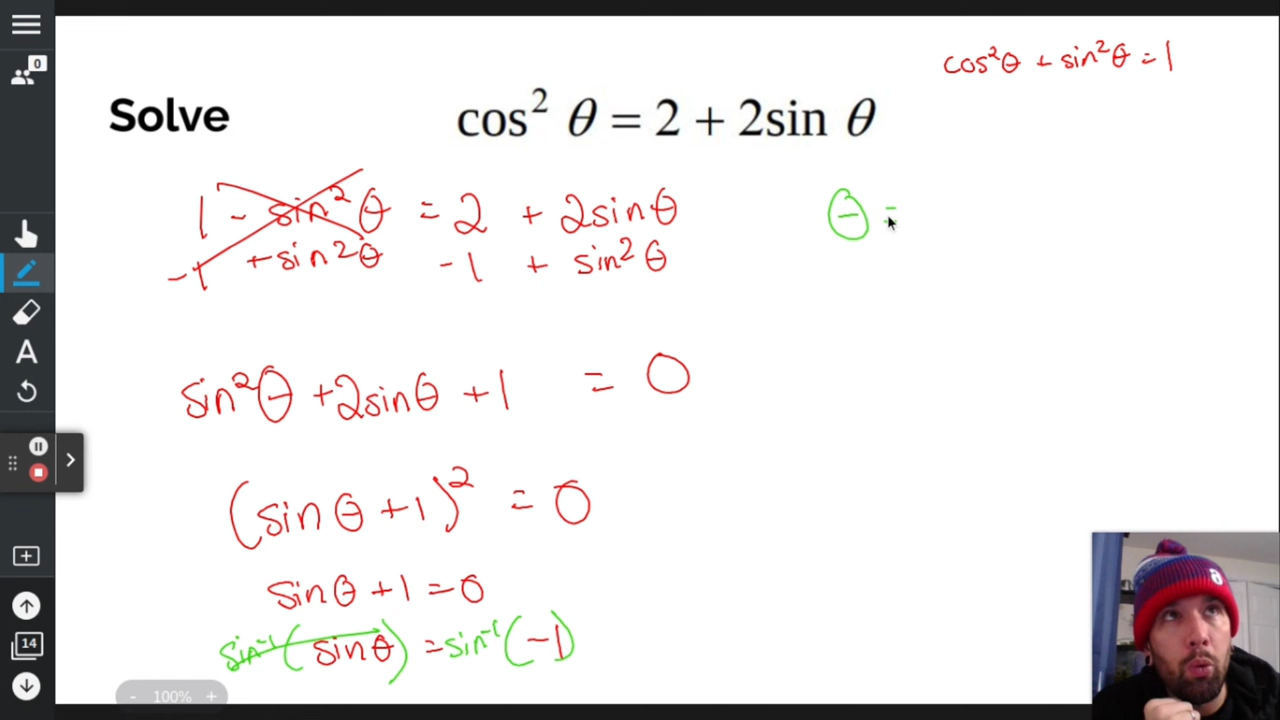 0
cos²θ + sin²θ = 1
Solve cos² θ = 2 + 2sin θ
1 - sin²θ = 2 + 2sinθ
-1 + sin²θ -1 + sin²θ
θ =
sin²θ + 2sinθ + 1 = 0
(sin θ + 1)² = 0
sinθ + 1 = 0
sin⁻¹(sinθ) = sin⁻¹(-1)
A
14
- 100% +